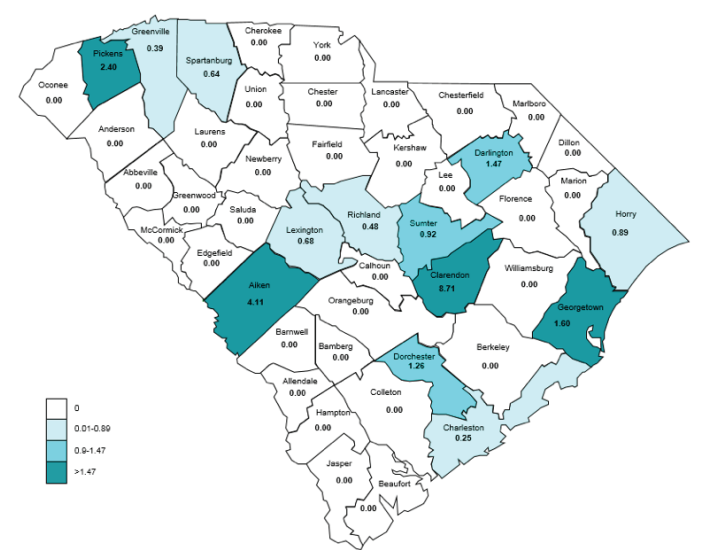 Greenville
0.39
Cherokee
0.00
York
0.00
Pickens
2.40
Spartanburg
0.64
Oconee
0.00
Union
0.00
Chester
0.00
Lancaster
0.00
Chesterfield
0.00
Marlboro
0.00
Anderson
0.00
Laurens
0.00
Fairfield
0.00
Kershaw
0.00
Darlington
1.47
Dillon
0.00
Abbeville
0.00
Newberry
0.00
Lee
0.00
Marion
0.00
Greenwood
0.00
Saluda
0.00
Florence
0.00
Horry
0.89
McCormick
0.00
Lexington
0.68
Richland
0.48
Sumter
0.92
Edgefield
0.00
Calhoun
0.00
Clarendon
8.71
Williamsburg
0.00
Aiken
4.11
Orangeburg
0.00
Georgetown
1.60
Barnwell
0.00
Bamberg
0.00
Dorchester
1.26
Berkeley
0.00
Allendale
0.00
Colleton
0.00
Hampton
0.00
Charleston
0.25
Jasper
0.00
Beaufort
0.00
0
0.01-0.89
0.9-1.47
>1.47